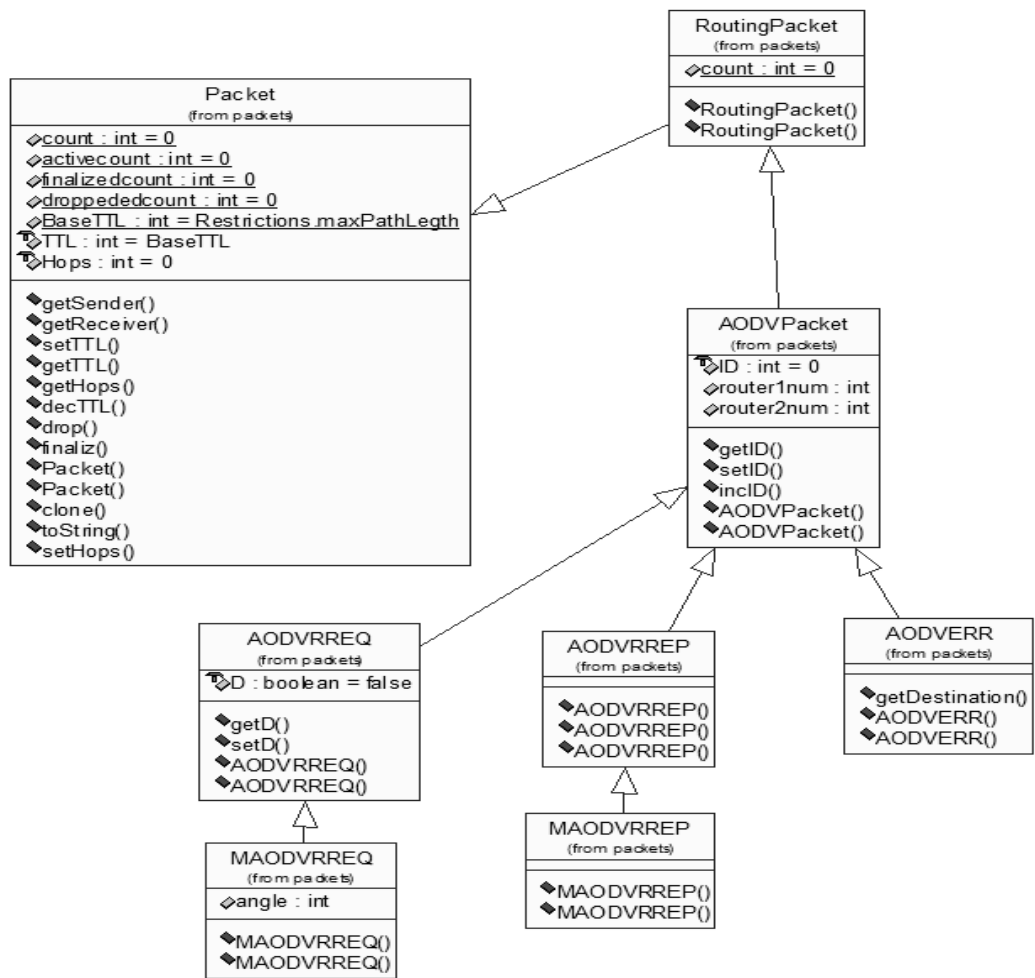 RoutingPacket
(from packets)
count : int = 0
RoutingPacket()
RoutingPacket()
Packet
(from packets)
count : int = 0
activecount : int = 0
finalizedcount : int = 0
droppededcount : int = 0
BaseTTL : int = Restrictions.maxPathLegth
TTL : int = BaseTTL
Hops : int = 0
getSender()
getReceiver()
setTTL()
getTTL()
getHops()
decTTL()
drop()
finaliz()
Packet()
Packet()
clone()
toString()
setHops()
AODVPacket
(from packets)
ID : int = 0
router1num : int
router2num : int
getID()
setID()
incID()
AODVPacket()
AODVPacket()
AODVRREQ
(from packets)
D : boolean = false
getD()
setD()
AODVRREQ()
AODVRREQ()
AODVRREP
(from packets)
AODVRREP()
AODVRREP()
AODVRREP()
AODVERR
(from packets)
getDestination()
AODVERR()
AODVERR()
MAODVRREQ
(from packets)
angle : int
MAODVRREQ()
MAODVRREQ()
MAODVRREP
(from packets)
MAODVRREP()
MAODVRREP()